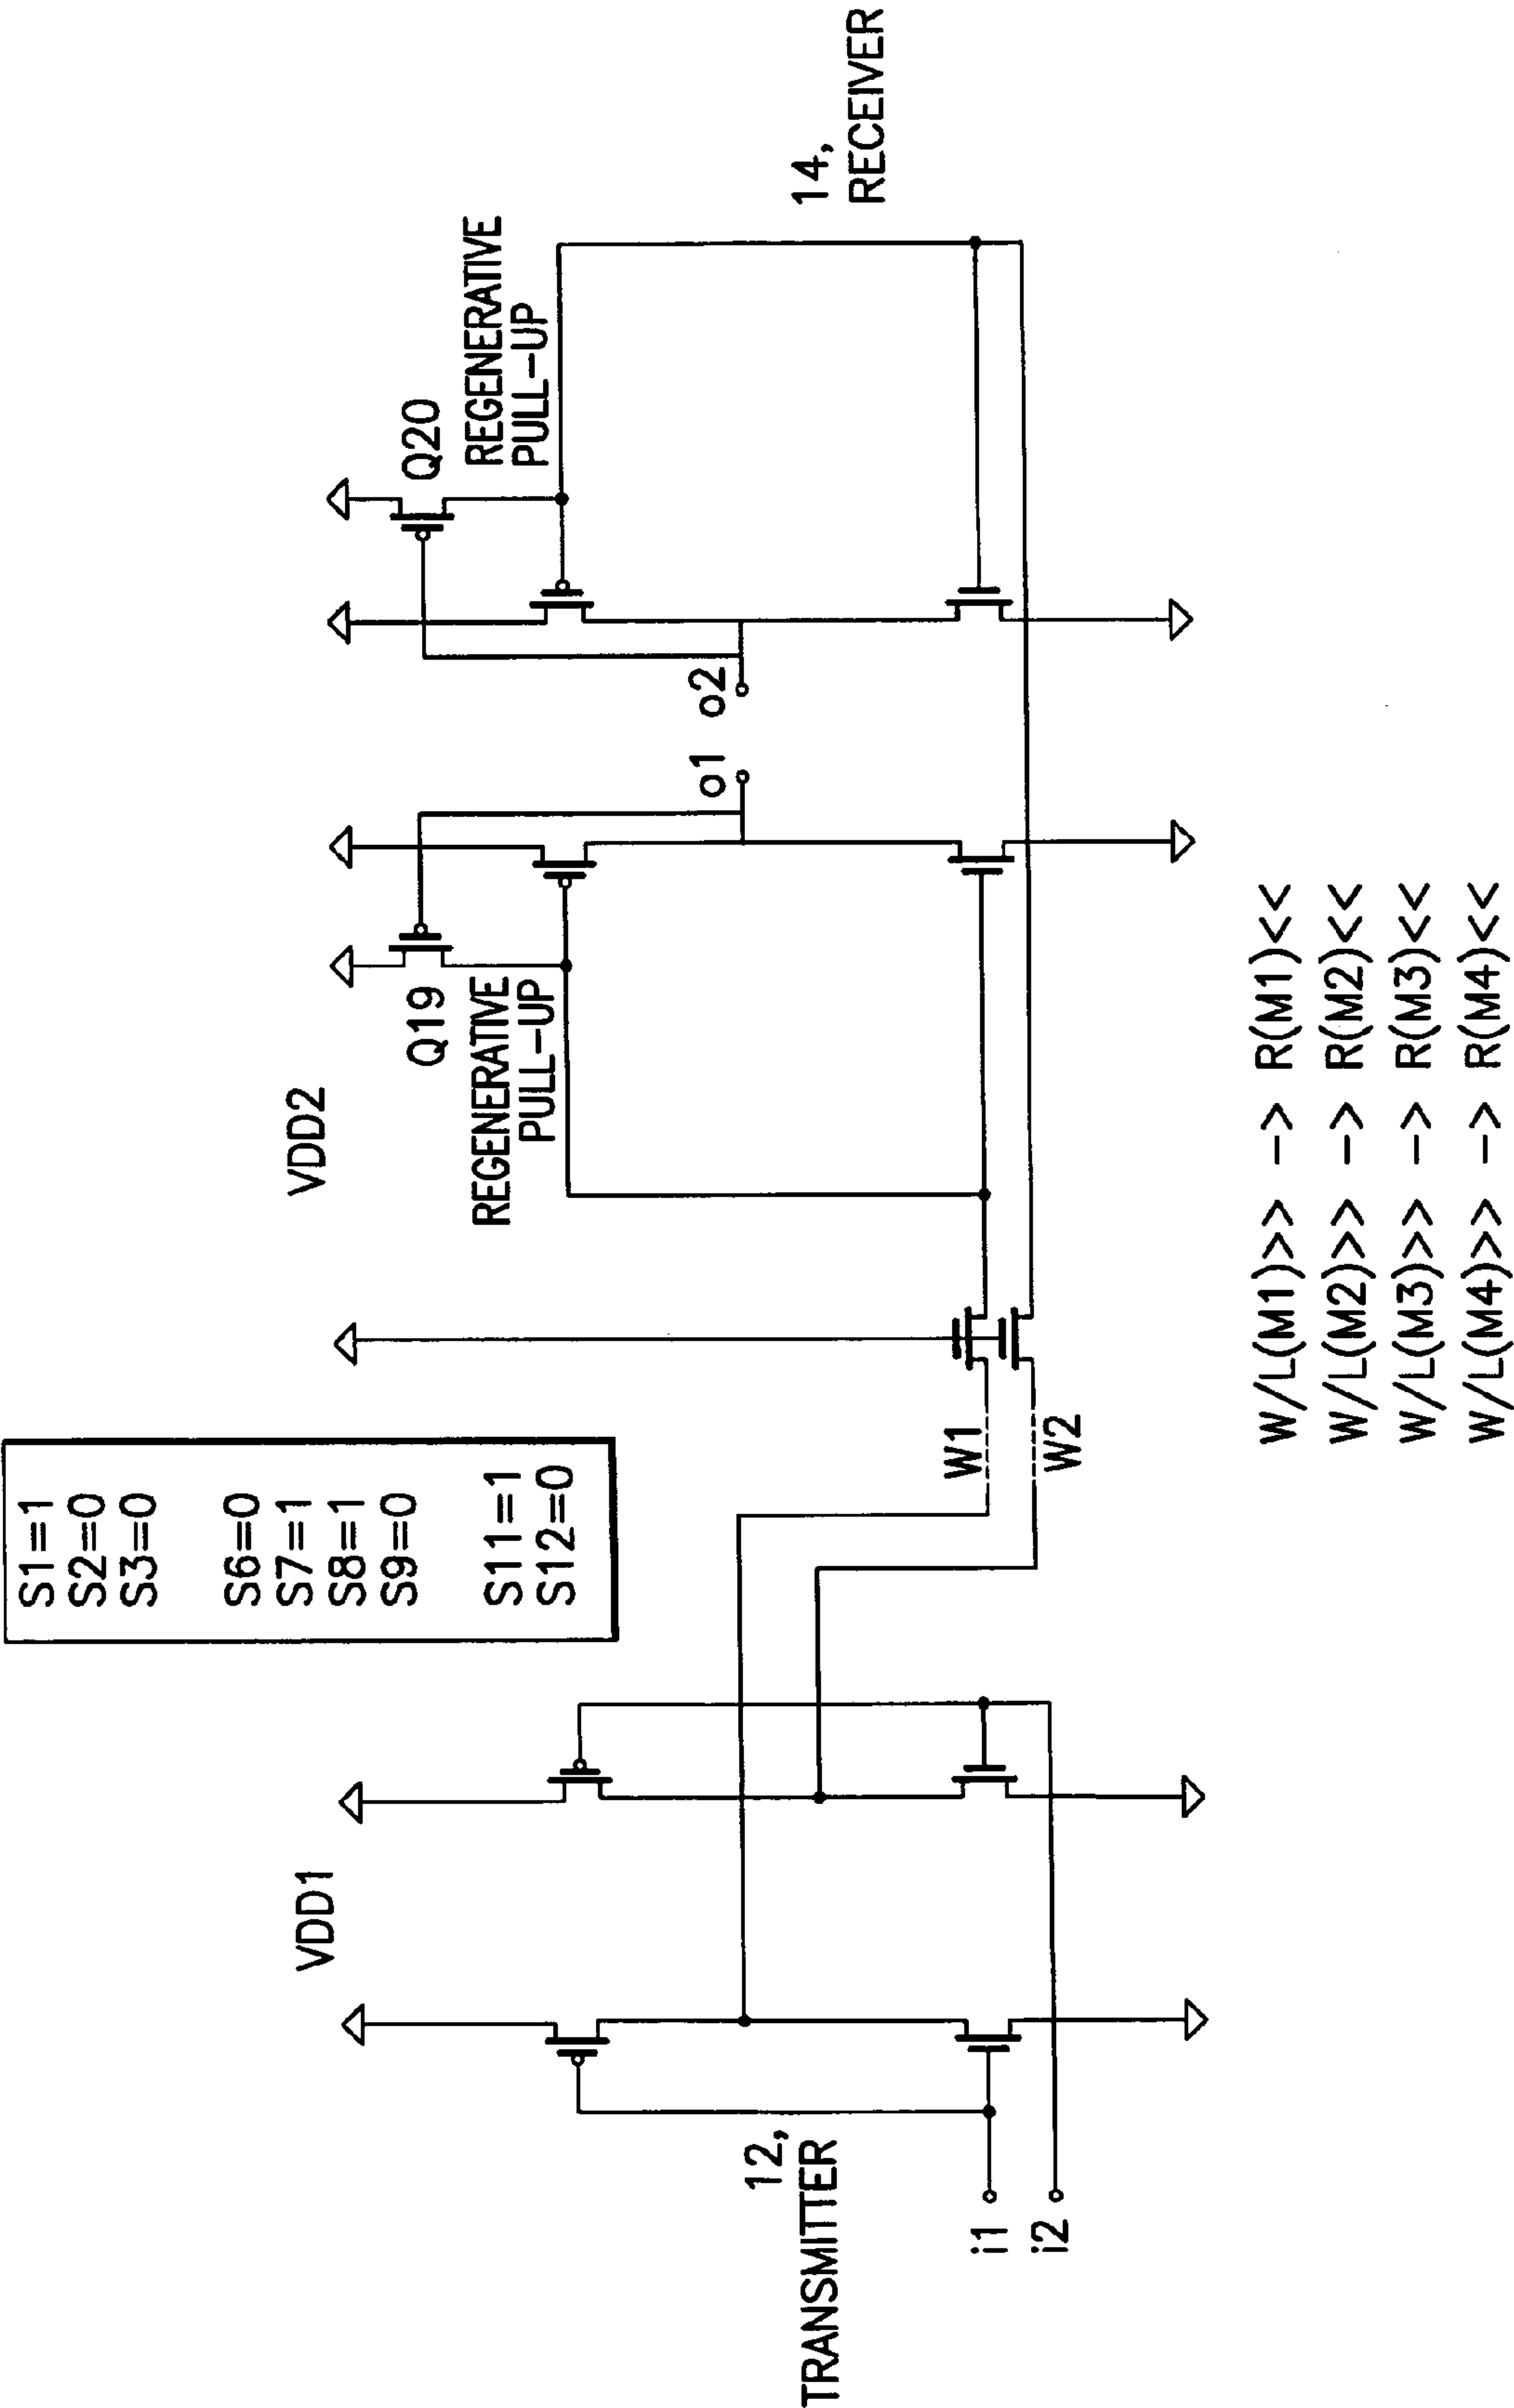 S1=1
S2=0
S3=0
S6=0
S7=1
S8=1
S9=0
S11=1
S12=0
VDD1
VDD2
Q19
REGENERATIVE
PULL-UP
Q20
REGENERATIVE
PULL-UP
12,
TRANSMITTER
o1
o2
14,
RECEIVER
i1
i2
W1
W2
W/L(M1)>> -> R(M1)<<
W/L(M2)>> -> R(M2)<<
W/L(M3)>> -> R(M3)<<
W/L(M4)>> -> R(M4)<<